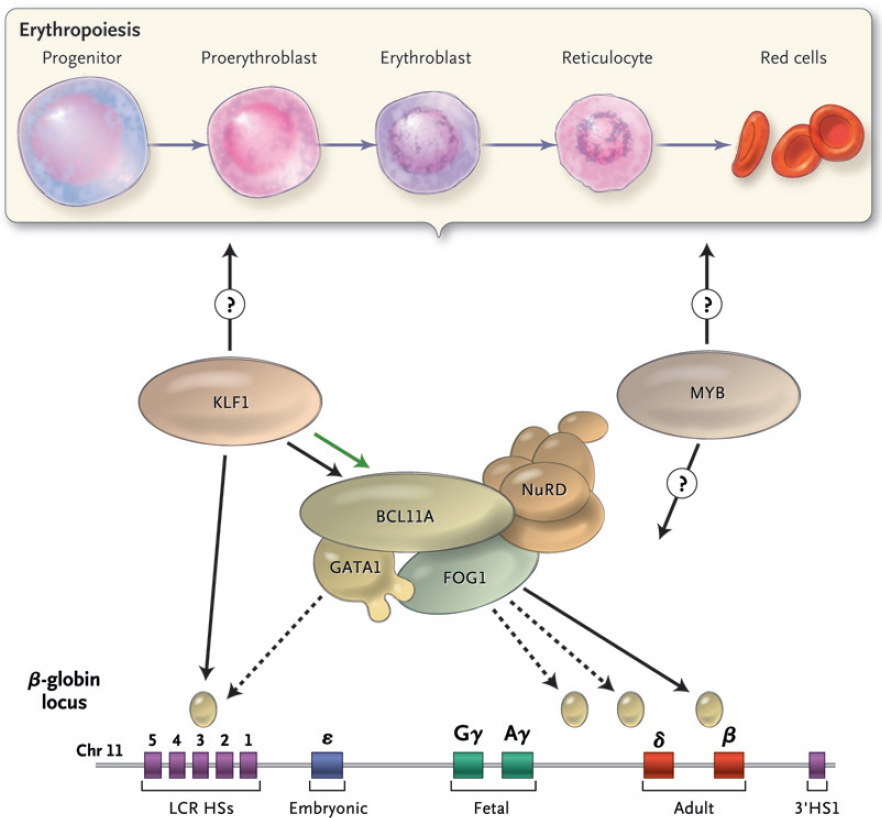 Erythropoiesis
Progenitor Proerythroblast Erythroblast Reticulocyte Red cells
? ?
KLF1 MYB
?
NuRD
BCL11A
GATA1 FOG1
β-globin
locus
5 4 3 2 1 ε Gγ Aγ δ β
Chr 11
LCR HSs Embryonic Fetal Adult 3'HS1